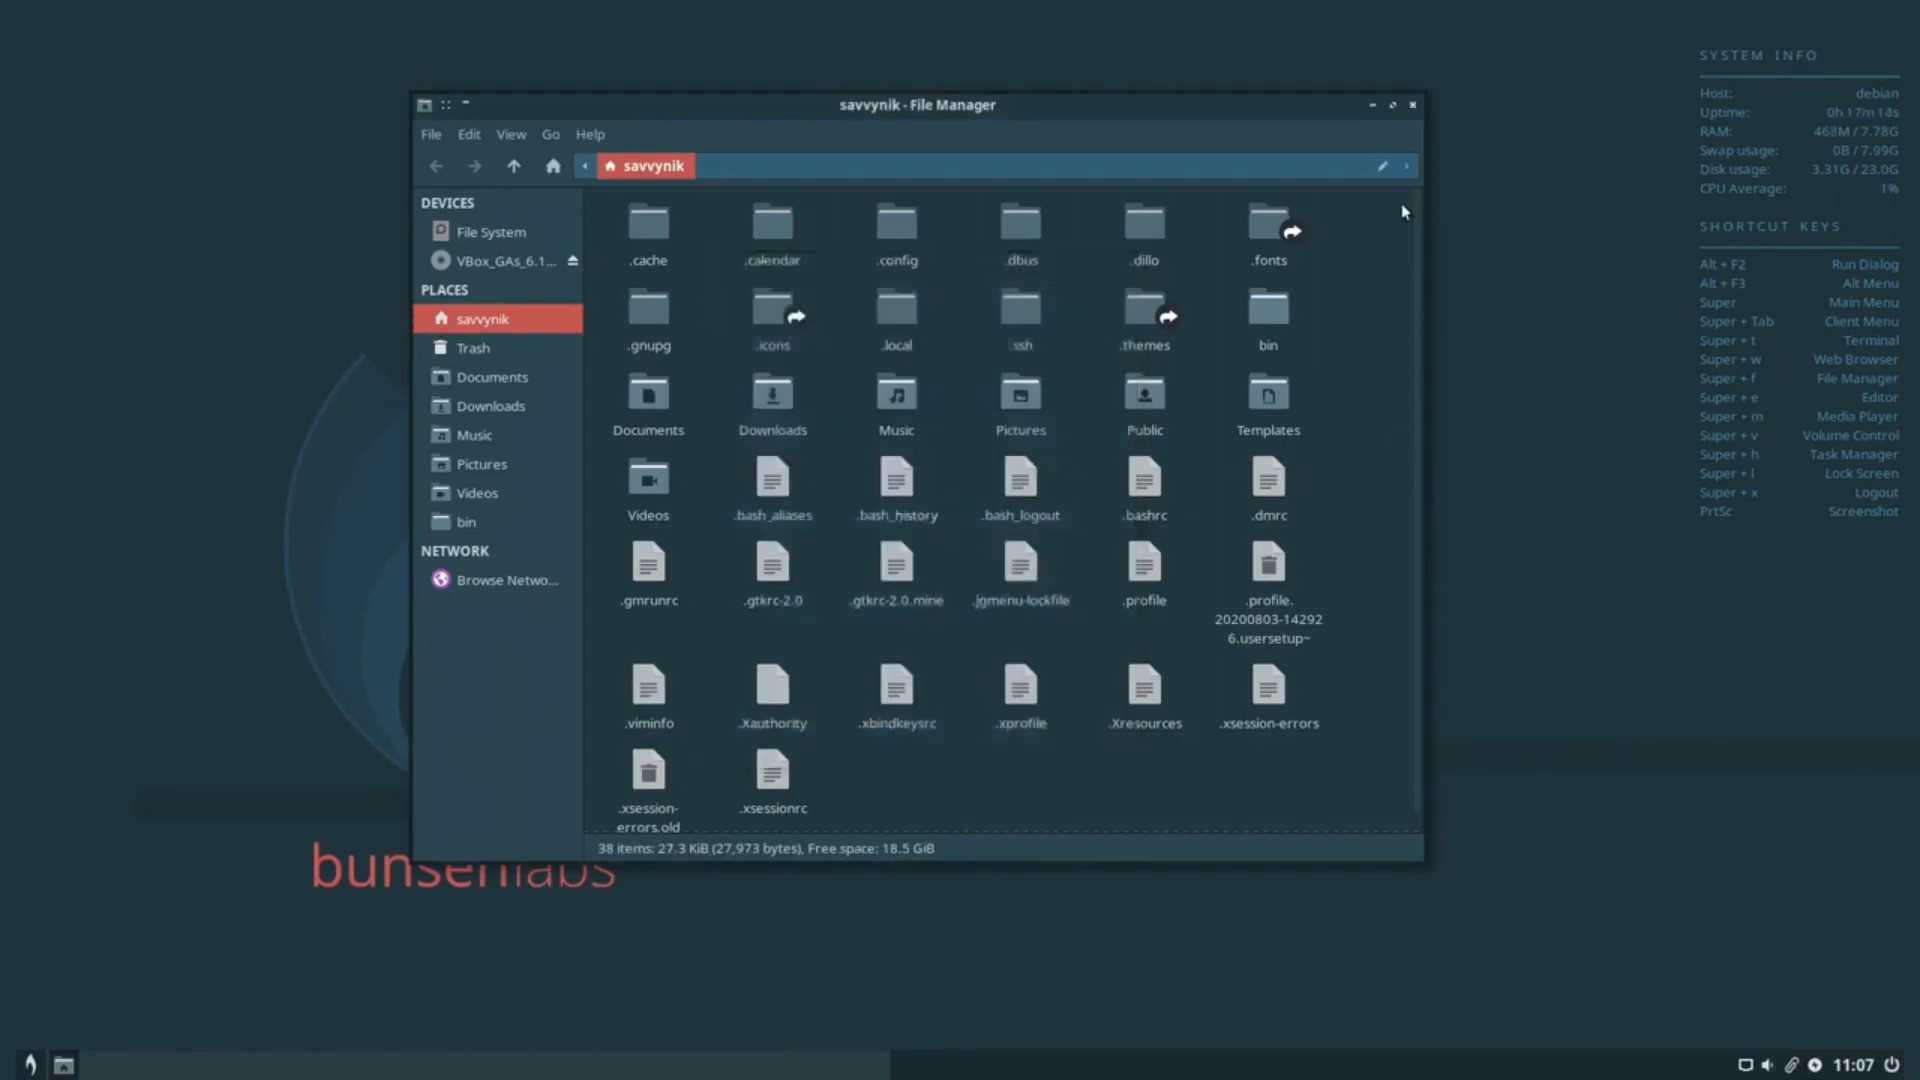 savvynik - File Manager
File Edit View Go Help
savvynik
DEVICES
File System
VBox_GAs_6.1...
PLACES
savvynik
Trash
Documents
Downloads
Music
Pictures
Videos
bin
NETWORK
Browse Netwo...
.cache .calendar .config .dbus .dillo .fonts
.gnupg .icons .local .ssh .themes bin
Documents Downloads Music Pictures Public Templates
Videos .bash_aliases .bash_history .bash_logout .bashrc .dmrc
.gmrunrc .gtkrc-2.0 .gtkrc-2.0.mine .jgmenu-lockfile .profile .profile.
20200803-14292
6.usersetup~
.viminfo .Xauthority .xbindkeysrc .xprofile .Xresources .xsession-errors
.xsession- .xsessionrc
errors.old
38 items: 27.3 KiB (27,973 bytes), Free space: 18.5 GiB
bunsenlabs
SYSTEM INFO
Host: debian
Uptime: 0h 17m 14s
RAM: 468M / 7.78G
Swap usage: 0B / 7.99G
Disk usage: 3.31G / 23.0G
CPU Average: 1%
SHORTCUT KEYS
Alt + F2 Run Dialog
Alt + F3 Alt Menu
Super Main Menu
Super + Tab Client Menu
Super + t Terminal
Super + w Web Browser
Super + f File Manager
Super + e Editor
Super + m Media Player
Super + v Volume Control
Super + h Task Manager
Super + l Lock Screen
Super + x Logout
PrtSc Screenshot
11:07